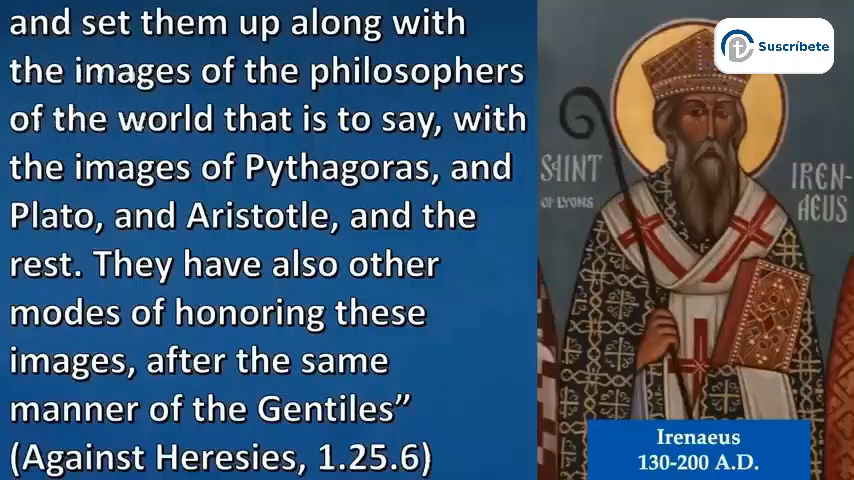 and set them up along with
the images of the philosophers
of the world that is to say, with
the images of Pythagoras, and
Plato, and Aristotle, and the
rest. They have also other
modes of honoring these
images, after the same
manner of the Gentiles”
(Against Heresies, 1.25.6)
Suscríbete
SAINT
OF LYONS
IREN-
AEUS
Irenaeus
130-200 A.D.